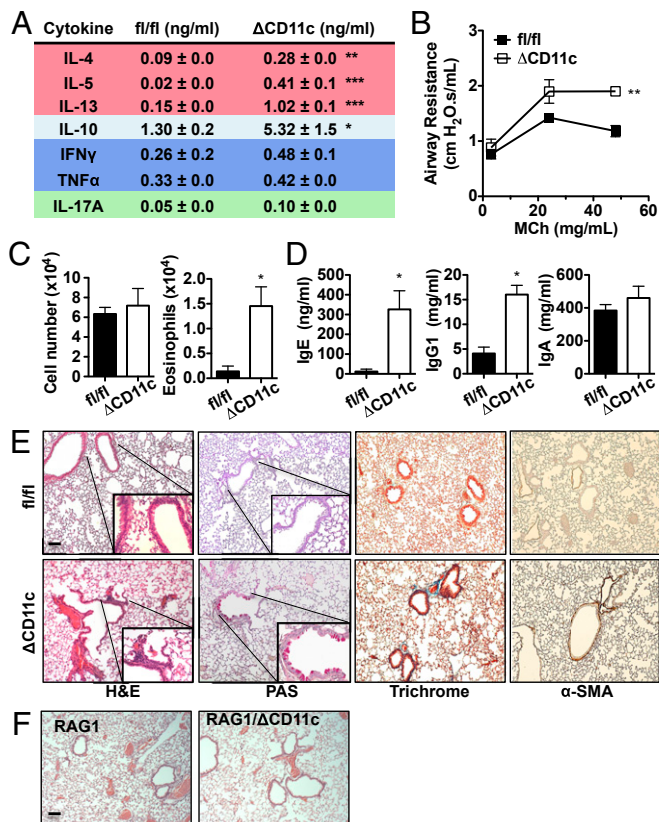 A
Cytokine fl/fl (ng/ml) ΔCD11c (ng/ml)
IL-4 0.09 ± 0.0 0.28 ± 0.0 **
IL-5 0.02 ± 0.0 0.41 ± 0.1 ***
IL-13 0.15 ± 0.0 1.02 ± 0.1 ***
IL-10 1.30 ± 0.2 5.32 ± 1.5 *
IFNγ 0.26 ± 0.2 0.48 ± 0.1
TNFα 0.33 ± 0.0 0.42 ± 0.0
IL-17A 0.05 ± 0.0 0.10 ± 0.0
B
fl/fl
ΔCD11c
Airway Resistance
(cm H2O.s/mL)
3
2
1
0
**
0 20 40 60
MCh (mg/mL)
C
Cell number (x10⁴)
10
8
6
4
2
0
fl/fl
ΔCD11c
Eosinophils (x10⁴)
2.0
1.5
1.0
0.5
0.0
*
fl/fl
ΔCD11c
D
IgE (ng/ml)
500
400
300
200
100
0
*
fl/fl
ΔCD11c
IgG1 (mg/ml)
20
15
10
5
0
*
fl/fl
ΔCD11c
IgA (mg/ml)
600
400
200
0
fl/fl
ΔCD11c
E
fl/fl
ΔCD11c
H&E PAS Trichrome α-SMA
F
RAG1 RAG1/ΔCD11c